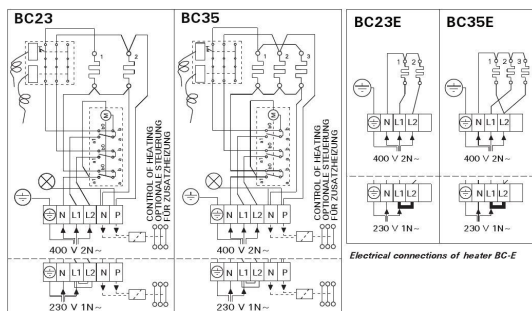 BC23
1 2
M
CONTROL OF HEATING
OPTIONALE STEUERUNG
FÜR ZUSATZHEIZUNG
N L1 L2 N P
400 V 2N~
N L1 L2 N P
230 V 1N~
BC35
1 2 3
M
CONTROL OF HEATING
OPTIONALE STEUERUNG
FÜR ZUSATZHEIZUNG
N L1 L2 N P
400 V 2N~
N L1 L2 N P
230 V 1N~
BC23E
1 2
N L1 L2
400 V 2N~
N L1 L2
230 V 1N~
BC35E
1 2 3
N L1 L2
400 V 2N~
N L1 L2
230 V 1N~
Electrical connections of heater BC-E